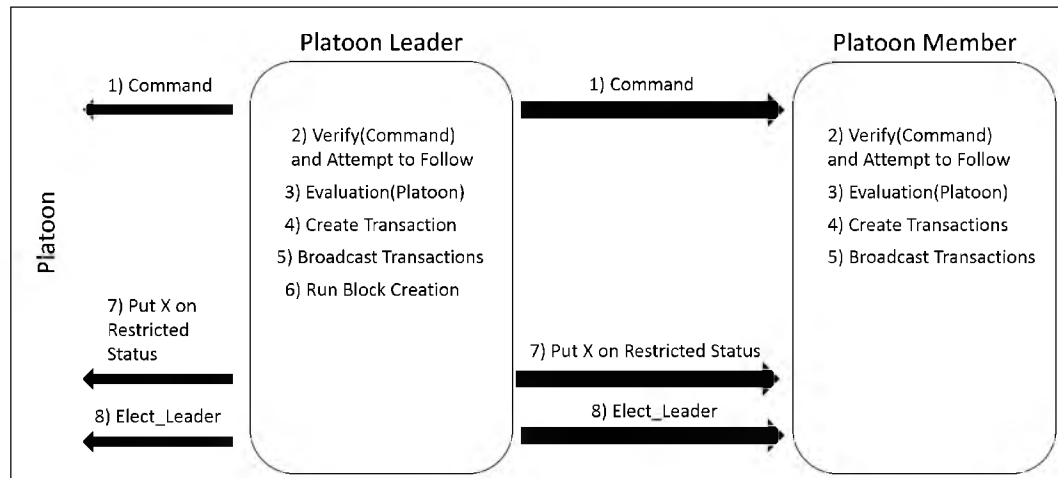 Platoon Leader
Platoon Member
1) Command
1) Command
2) Verify(Command)
and Attempt to Follow
3) Evaluation(Platoon)
4) Create Transaction
5) Broadcast Transactions
6) Run Block Creation
2) Verify(Command)
and Attempt to Follow
3) Evaluation(Platoon)
4) Create Transactions
5) Broadcast Transactions
Platoon
7) Put X on
Restricted
Status
7) Put X on Restricted Status
8) Elect_Leader
8) Elect_Leader